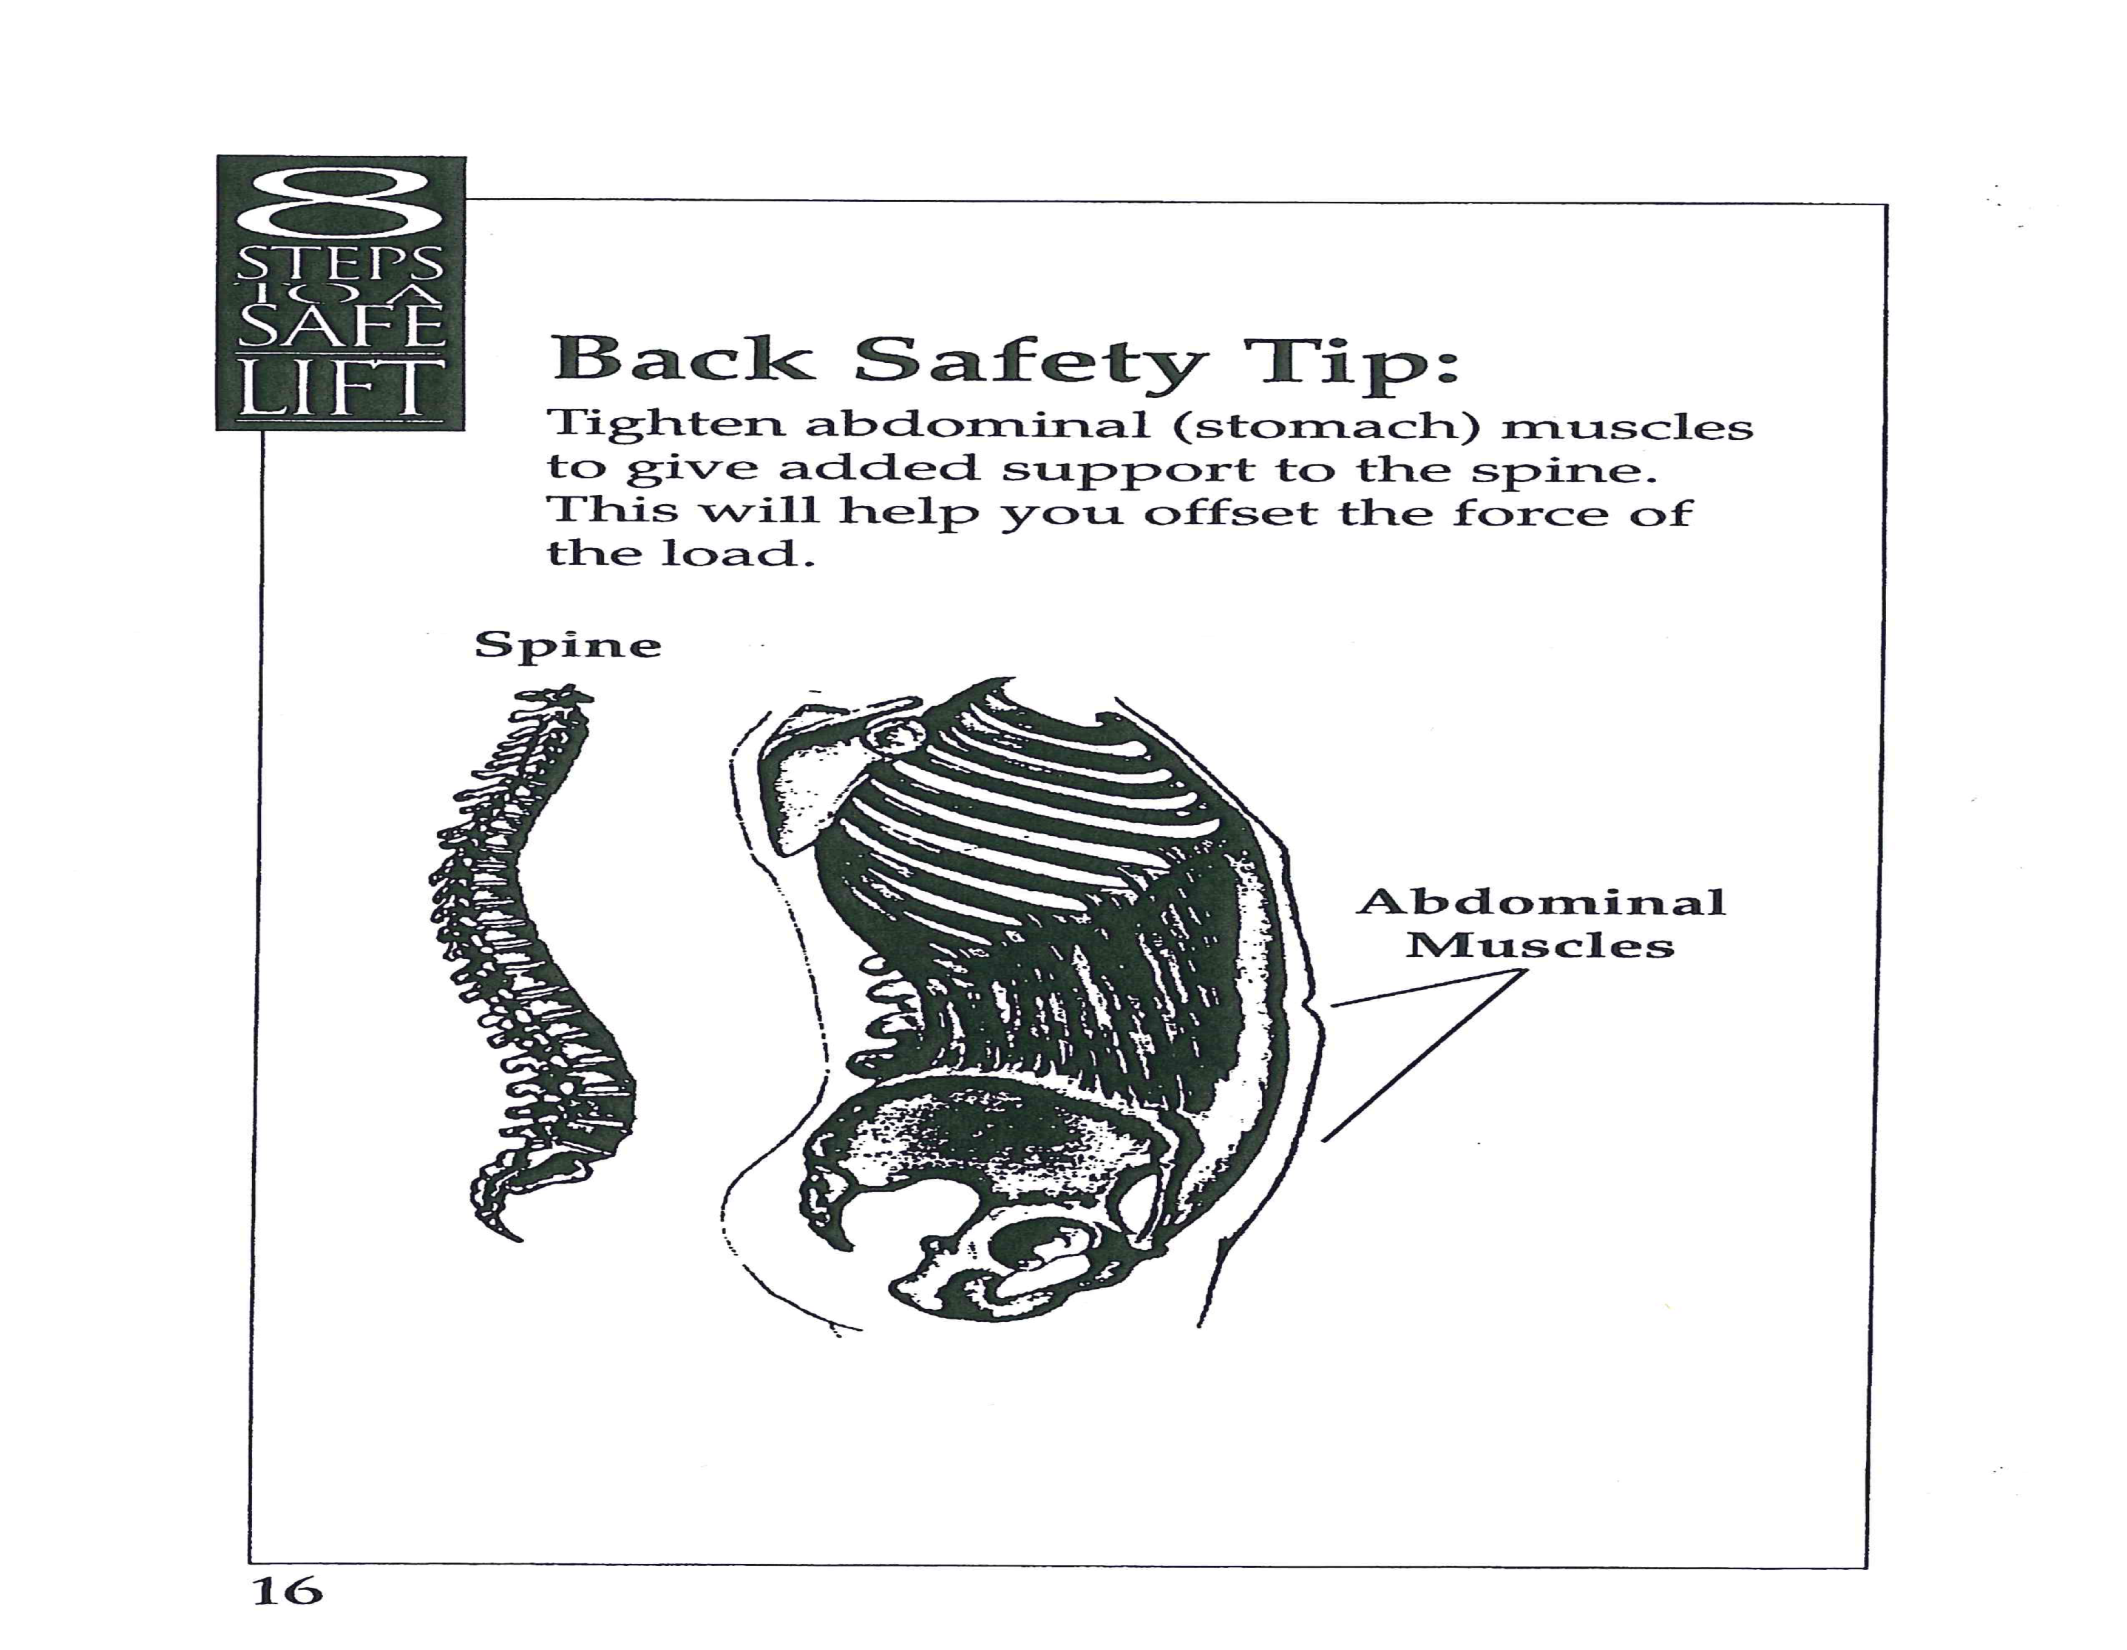 8
STEPS
TO A
SAFE
LIFT
Back Safety Tip:
Tighten abdominal (stomach) muscles
to give added support to the spine.
This will help you offset the force of
the load.
Spine
Abdominal
Muscles
16